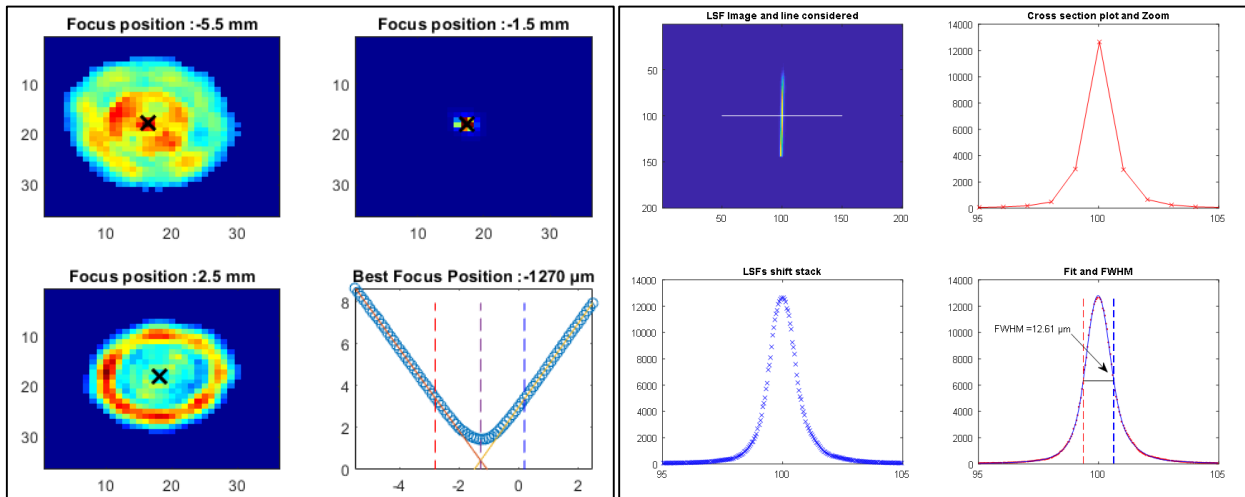 Focus position :-5.5 mm
10
20
30
10 20 30
Focus position :-1.5 mm
10
20
30
10 20 30
Focus position :2.5 mm
10
20
30
10 20 30
Best Focus Position :-1270 μm
8
6
4
2
0
-4 -2 0 2
LSF Image and line considered
50
100
150
200
50 100 150 200
Cross section plot and Zoom
14000
12000
10000
8000
6000
4000
2000
0
95 100 105
LSFs shift stack
14000
12000
10000
8000
6000
4000
2000
0
95 100 105
Fit and FWHM
14000
12000
10000
8000
6000
4000
2000
0
FWHM =12.61 μm
95 100 105